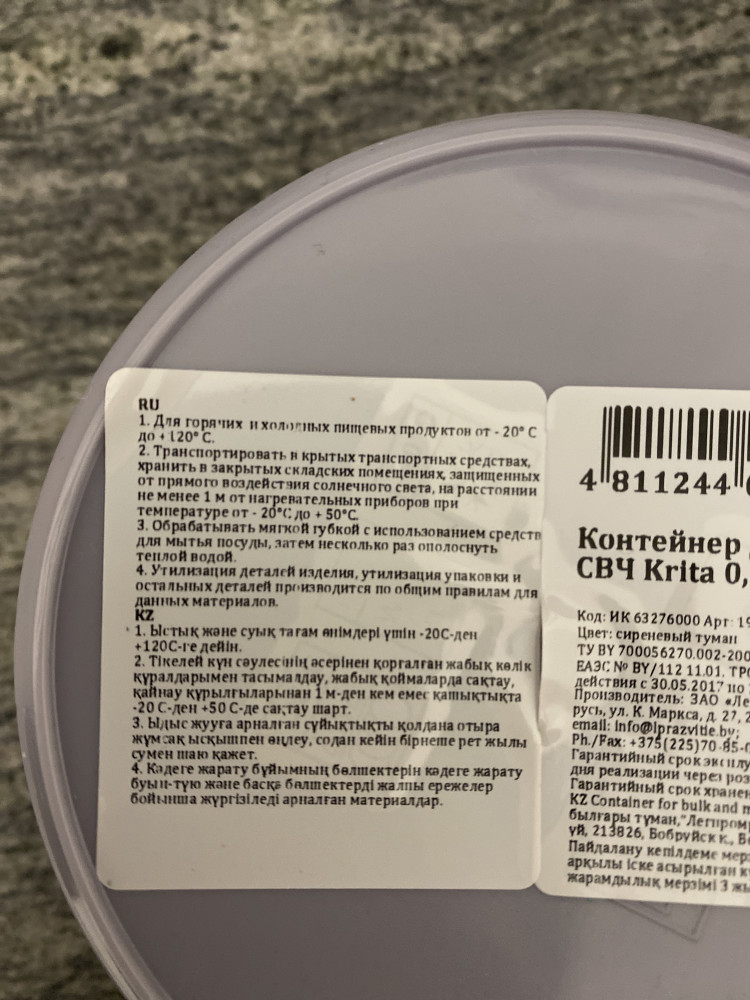 RU
1. Для горячих и холодных пищевых продуктов от - 20° С
до + 120° С.
2. Транспортировать в крытых транспортных средствах,
хранить в закрытых складских помещениях, защищенных
от прямого воздействия солнечного света, на расстоянии
не менее 1 м от нагревательных приборов при
температуре от - 20°С до + 50°С.
3. Обрабатывать мягкой губкой с использованием средств
для мытья посуды, затем несколько раз ополоснуть
теплой водой.
4. Утилизация деталей изделия, утилизация упаковки и
остальных деталей производится по общим правилам для
данных материалов.
KZ
1. Ыстық және суық тағам өнімдері үшін -20С-ден
+120С-ге дейін.
2. Тікелей күн сәулесінің әсерінен қорғалған жабық көлік
құралдарымен тасымалдау, жабық қоймаларда сақтау,
қайнау құрылғыларынан 1 м-ден кем емес қашықтықта
-20 С-ден +50 С-де сақтау шарт.
3. Ыдыс жууға арналған сұйықтықты қолдана отыра
жұмсақ ысқышпен өңдеу, содан кейін бірнеше рет жылы
сумен шаю қажет.
4. Кәдеге жарату бұйымның бөлшектерін кәдеге жарату
буып-түю және басқа бөлшектерді жалпы ережелер
бойынша жүргізіледі арналған материалдар.
4 811244
Контейнер
СВЧ Krita 0,
Код: ИК 63276000 Арт 19
Цвет: сиреневый туман
ТУ BY 700056270.002-200
ЕАЭС № BY/112 11.01. ТР
действия с 30.05.2017 по
Производитель: ЗАО «Ле
русь, ул. К. Маркса, д. 27, 2
email: info@lprazvitie.by;
Ph./Fax: +375(225)70-85-
Гарантийный срок эксплу
дня реализации через роз
Гарантийный срок хранен
KZ Container for bulk and m
былғары тұман,"Легпром
үй, 213826, Бобруйск к., Б
Пайдалану кепілдеме мер
арқылы іске асырылған к
жарамдылық мерзімі 3 жы